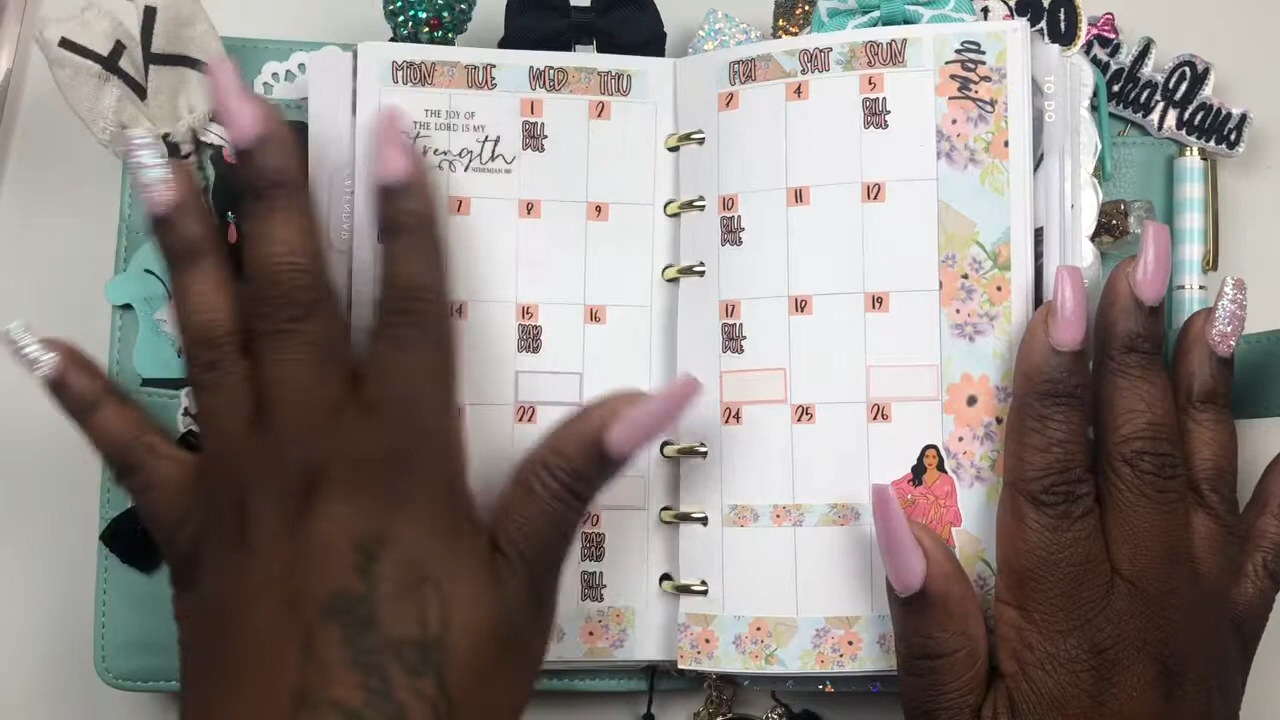 MON TUE WED THU
FRI SAT SUN
april
TO DO
THE JOY OF
THE LORD IS MY
strength
NEHEMIAH
1 2
BILL
DUE
3 4 5
BILL
DUE
7 8 9
10 11 12
BILL
DUE
14 15 16
PAY
DAY
17 18 19
BILL
DUE
22
24 25 26
PAY
DAY
BILL
DUE
Plans